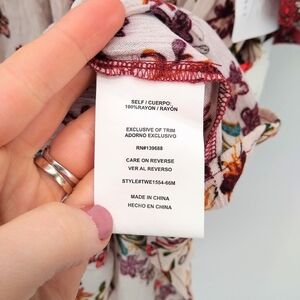 SELF / CUERPO:
100%RAYON / RAYÓN
EXCLUSIVE OF TRIM
ADORNO EXCLUSIVO
RN#139688
CARE ON REVERSE
VER AL REVERSO
STYLE#TWE1554-66M
MADE IN CHINA
HECHO EN CHINA